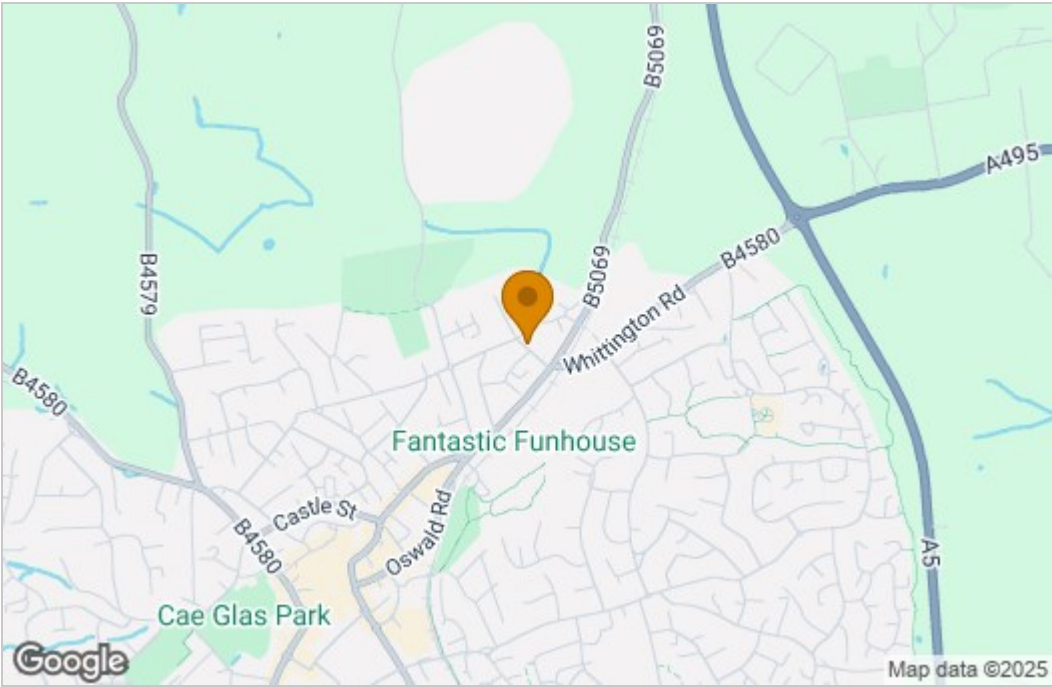 B5069
A495
B4580
B5069
B4579
Whittington Rd
B4580
Fantastic Funhouse
Castle St
Oswald Rd
B4580
A5
Cae Glas Park
Google
Map data ©2025